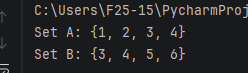 C:\Users\F25-15\PycharmProj
Set A: {1, 2, 3, 4}
Set B: {3, 4, 5, 6}